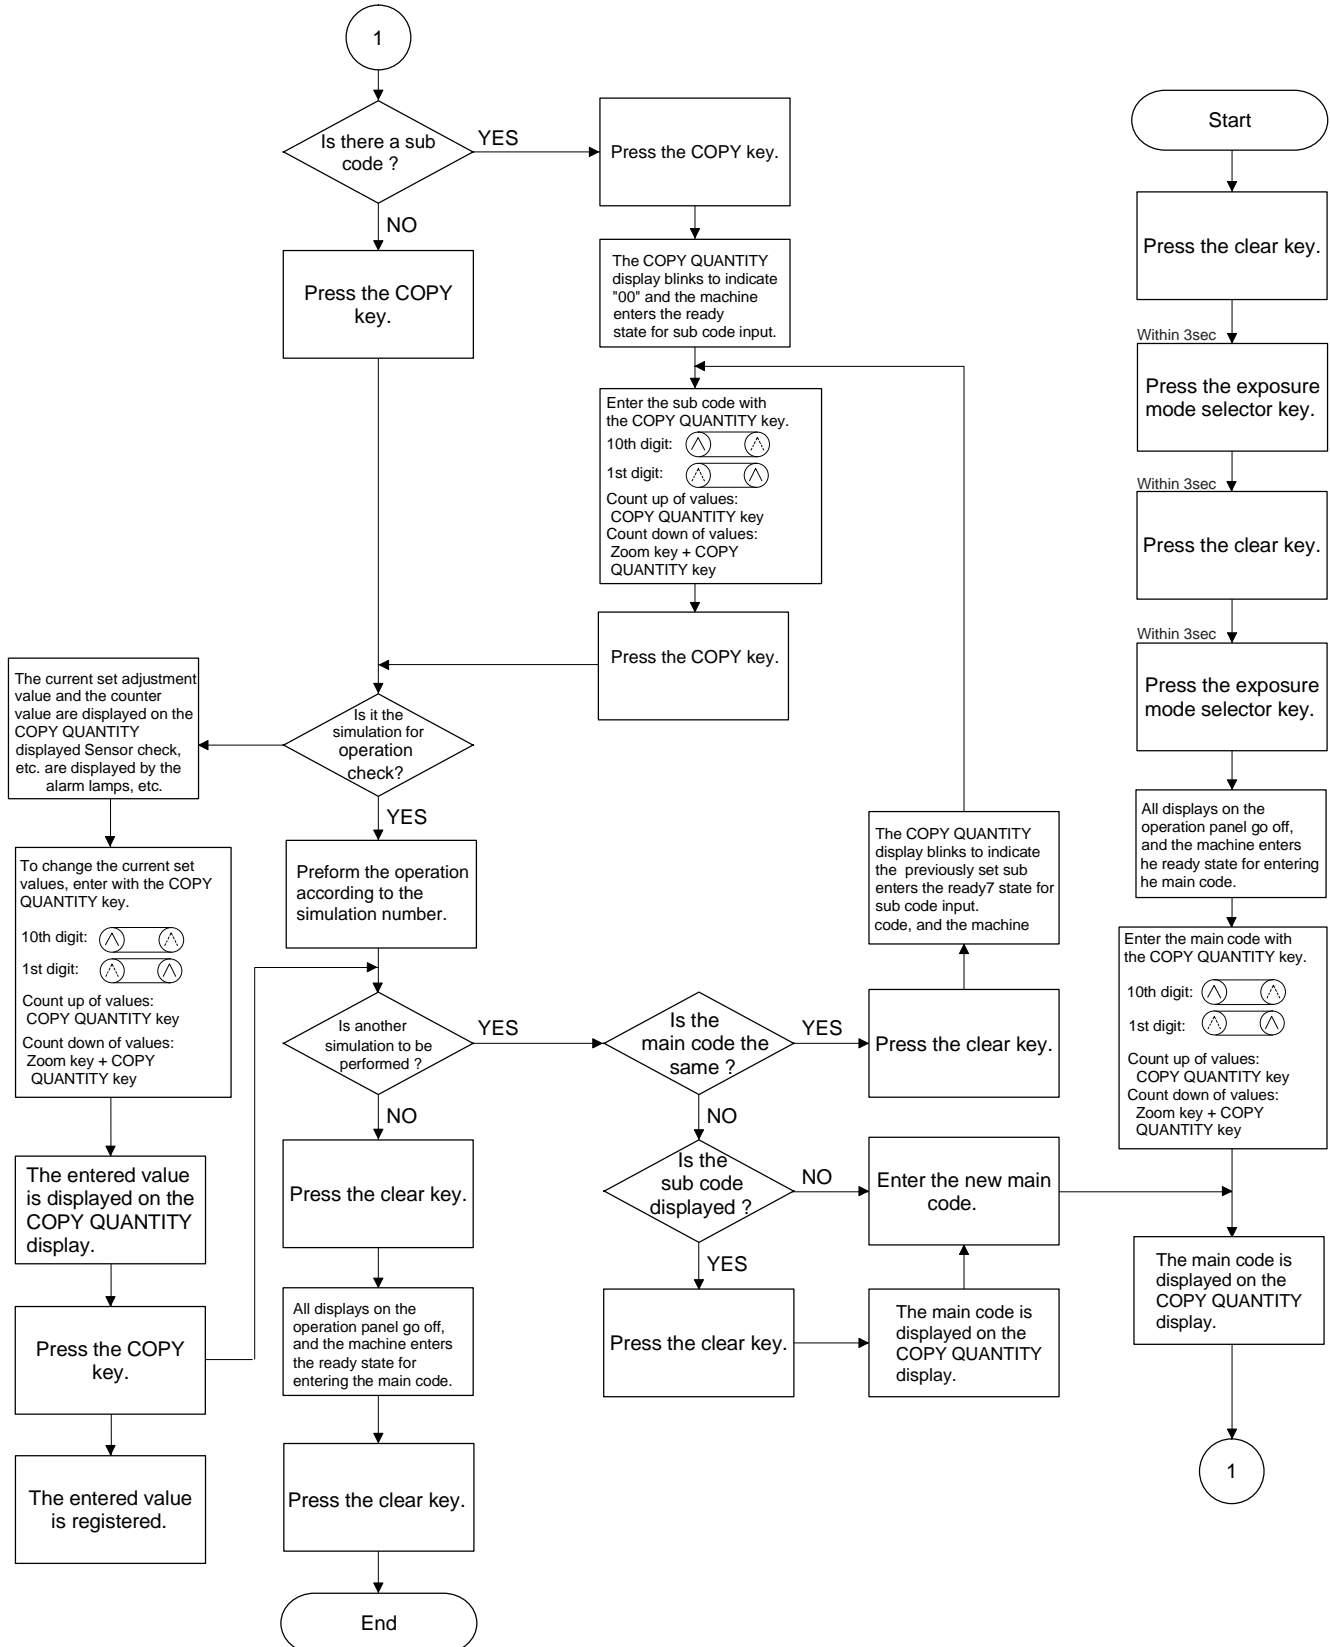 1
Is there a sub
code ?
YES
NO
Press the COPY key.
The COPY QUANTITY
display blinks to indicate
"00" and the machine
enters the ready
state for sub code input.
Press the COPY
key.
Enter the sub code with
the COPY QUANTITY key.
10th digit:
1st digit:
Count up of values:
COPY QUANTITY key
Count down of values:
Zoom key + COPY
QUANTITY key
Press the COPY key.
Is it the
simulation for
operation
check?
YES
The current set adjustment
value and the counter
value are displayed on the
COPY QUANTITY
displayed Sensor check,
etc. are displayed by the
alarm lamps, etc.
To change the current set
values, enter with the COPY
QUANTITY key.
10th digit:
1st digit:
Count up of values:
COPY QUANTITY key
Count down of values:
Zoom key + COPY
QUANTITY key
The entered value
is displayed on the
COPY QUANTITY
display.
Press the COPY
key.
The entered value
is registered.
Preform the operation
according to the
simulation number.
Is another
simulation to be
performed ?
YES
NO
Press the clear key.
All displays on the
operation panel go off,
and the machine enters
the ready state for
entering the main code.
Press the clear key.
End
Is the
main code the
same ?
YES
NO
Press the clear key.
The COPY QUANTITY
display blinks to indicate
the  previously set sub
enters the ready7 state for
sub code input.
code, and the machine
Is the
sub code
displayed ?
NO
YES
Enter the new main
code.
Press the clear key.
The main code is
displayed on the
COPY QUANTITY
display.
Start
Press the clear key.
Within 3sec
Press the exposure
mode selector key.
Within 3sec
Press the clear key.
Within 3sec
Press the exposure
mode selector key.
All displays on the
operation panel go off,
and the machine enters
he ready state for entering
he main code.
Enter the main code with
the COPY QUANTITY key.
10th digit:
1st digit:
Count up of values:
COPY QUANTITY key
Count down of values:
Zoom key + COPY
QUANTITY key
The main code is
displayed on the
COPY QUANTITY
display.
1